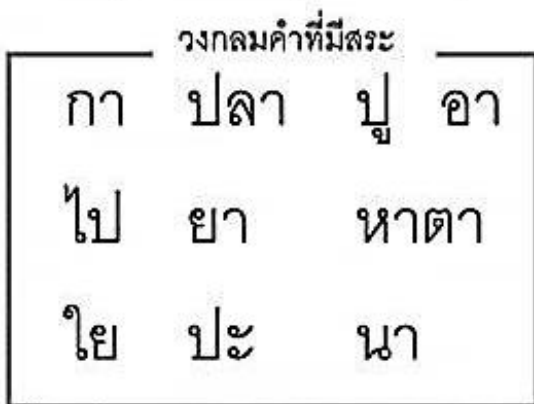 วงกลมคำที่มีสระ
กา ปลา ปู อา
ไป ยา หาตา
ใย ปะ นา